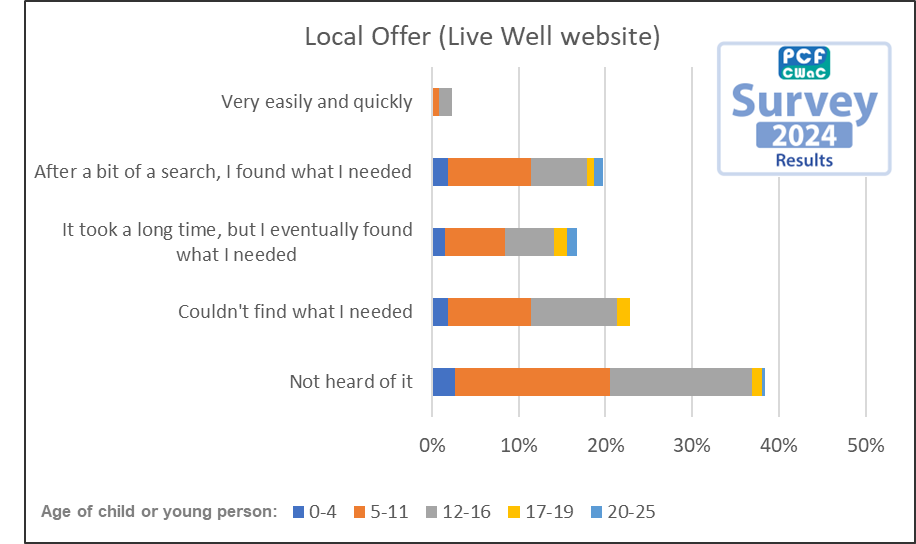 Local Offer (Live Well website)
PCF
CWaC
Survey
2024
Results
Very easily and quickly
After a bit of a search, I found what I needed
It took a long time, but I eventually found
what I needed
Couldn't find what I needed
Not heard of it
0% 10% 20% 30% 40% 50%
Age of child or young person: 0-4 5-11 12-16 17-19 20-25